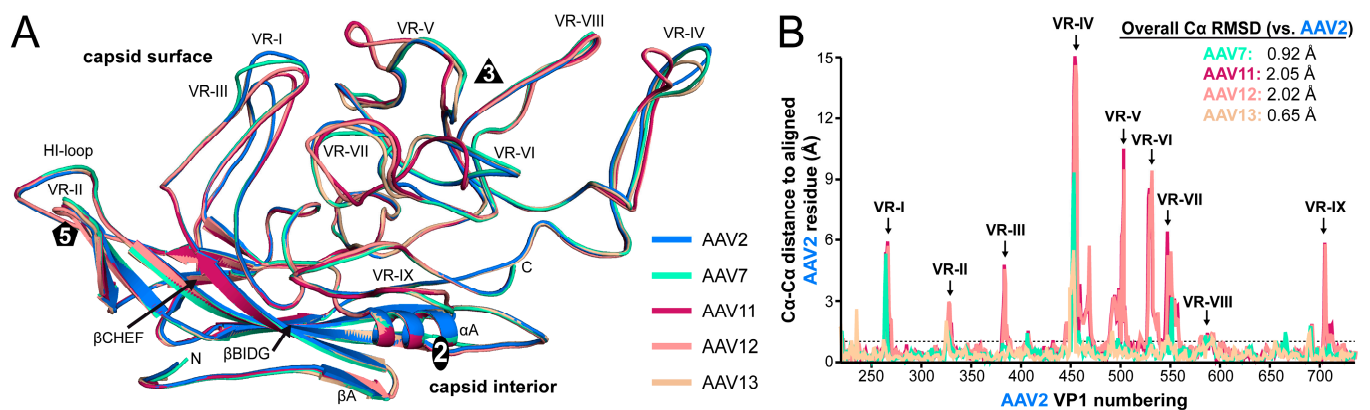 A
capsid surface
VR-I
VR-III
VR-V
3
VR-VIII
VR-IV
HI-loop
VR-II
5
VR-VII
VR-VI
VR-IX
C
βCHEF
βBIDG
N
βA
αA
2
capsid interior
AAV2
AAV7
AAV11
AAV12
AAV13
B
Overall Cα RMSD (vs. AAV2)
AAV7: 0.92 Å
AAV11: 2.05 Å
AAV12: 2.02 Å
AAV13: 0.65 Å
Cα-Cα distance to aligned
AAV2 residue (Å)
15
12
9
6
3
0
VR-I
VR-II
VR-III
VR-IV
VR-V
VR-VI
VR-VII
VR-VIII
VR-IX
250 300 350 400 450 500 550 600 650 700
AAV2 VP1 numbering